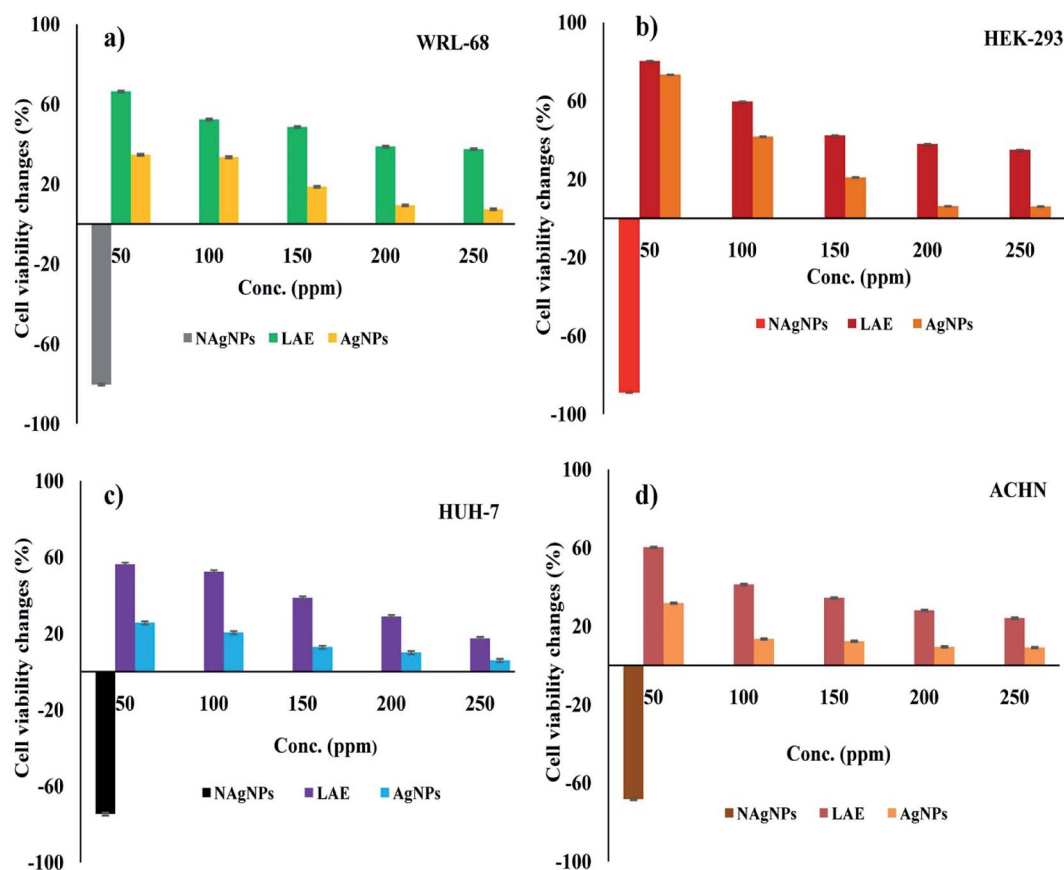 a)
WRL-68
Cell viability changes (%)
100
60
20
-20
-60
-100
50 100 150 200 250
Conc. (ppm)
NAgNPs LAE AgNPs
b)
HEK-293
Cell viability changes (%)
100
60
20
-20
-60
-100
50 100 150 200 250
Conc. (ppm)
NAgNPs LAE AgNPs
c)
HUH-7
Cell viability changes (%)
100
60
20
-20
-60
-100
50 100 150 200 250
Conc. (ppm)
NAgNPs LAE AgNPs
d)
ACHN
Cell viability changes (%)
100
60
20
-20
-60
-100
50 100 150 200 250
Conc. (ppm)
NAgNPs LAE AgNPs